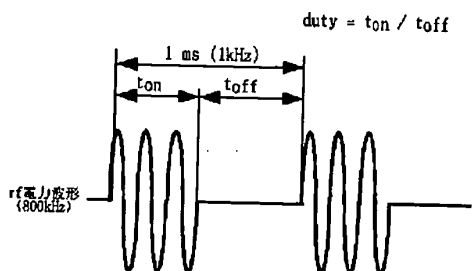 duty = ton / toff
1 ms (1kHz)
ton
toff
rf電力波形
(800kHz)